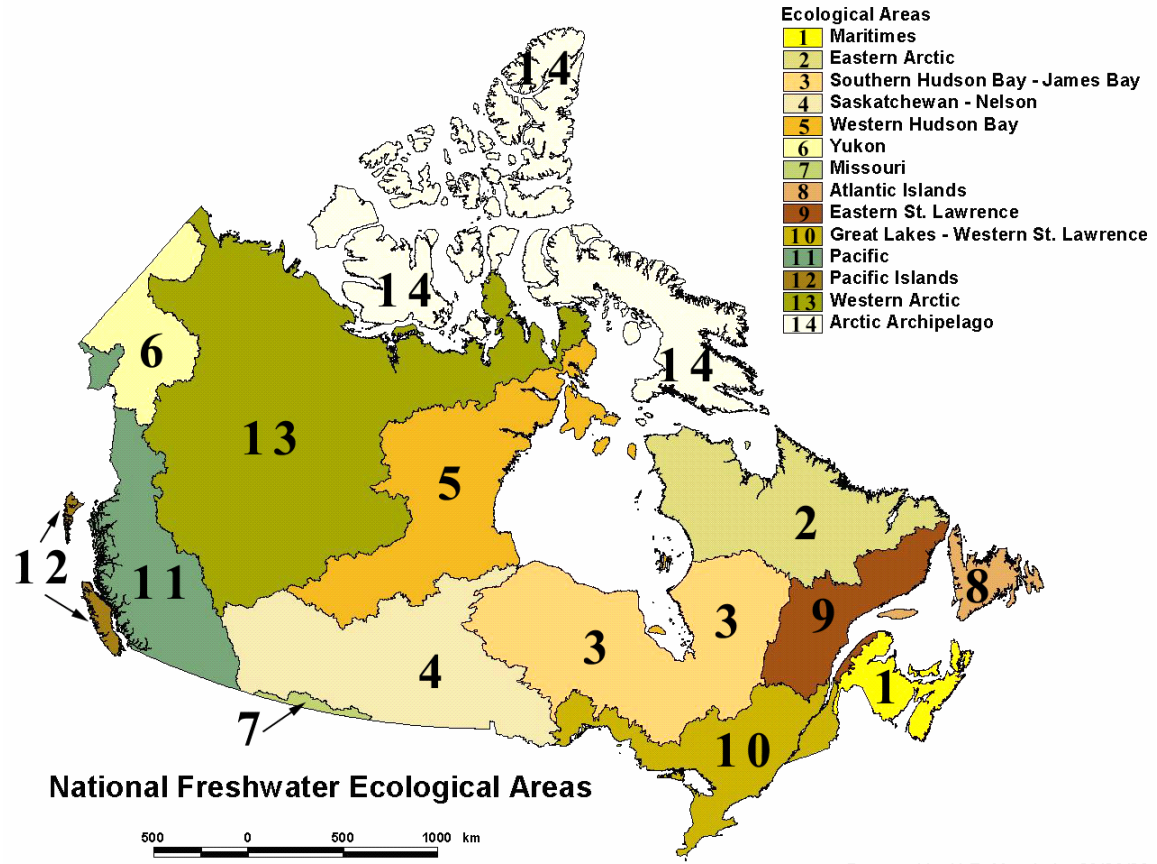 Ecological Areas
1 Maritimes
2 Eastern Arctic
3 Southern Hudson Bay - James Bay
4 Saskatchewan - Nelson
5 Western Hudson Bay
6 Yukon
7 Missouri
8 Atlantic Islands
9 Eastern St. Lawrence
10 Great Lakes - Western St. Lawrence
11 Pacific
12 Pacific Islands
13 Western Arctic
14 Arctic Archipelago
14
14
6
14
13
5
2
12
11
8
9
3
3
4
1
7
10
National Freshwater Ecological Areas
500 0 500 1000 km